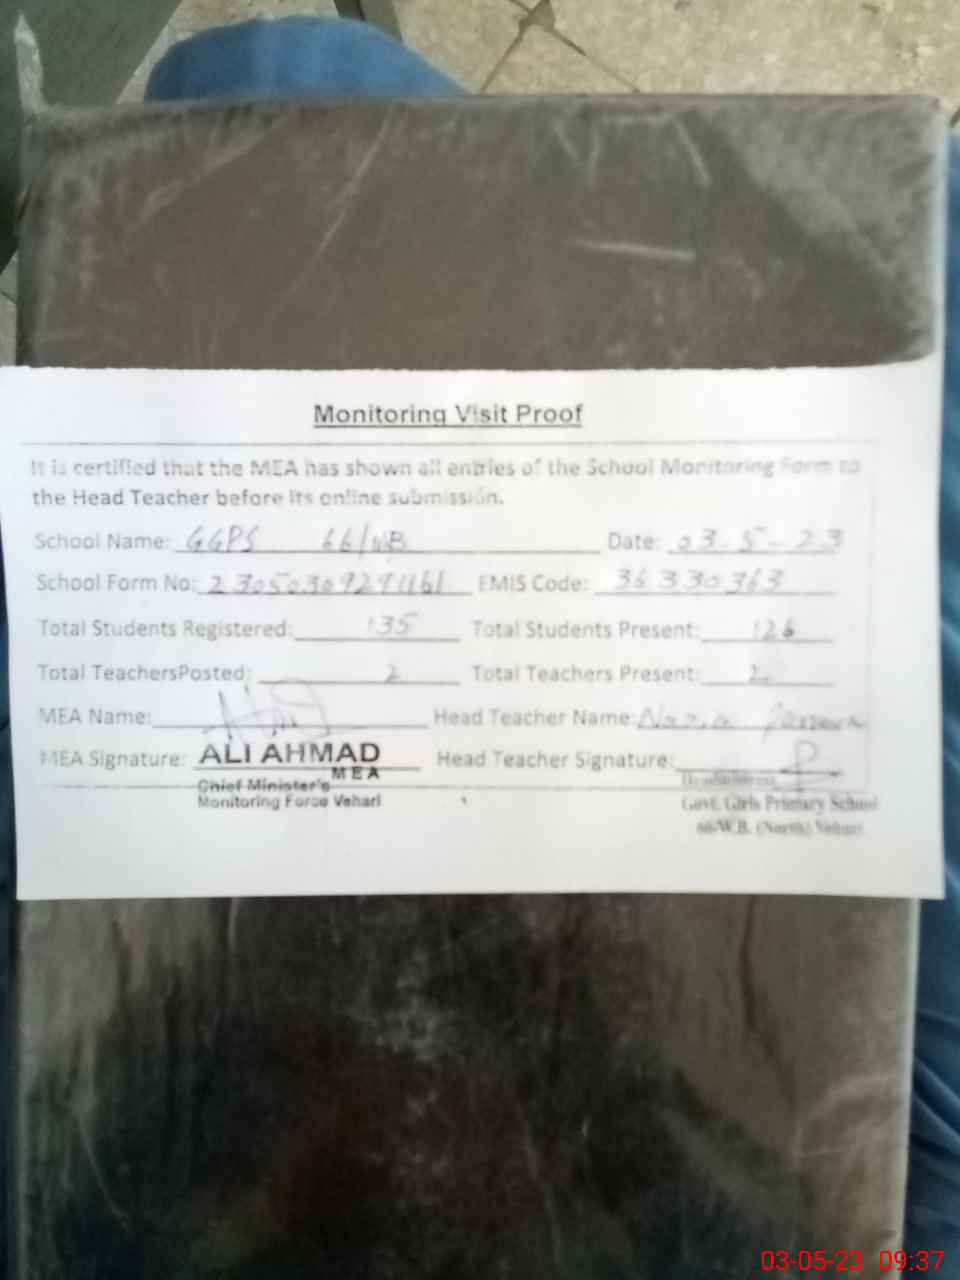 Monitoring Visit Proof
It is certified that the MEA has shown all entries of the School Monitoring Form to
the Head Teacher before its online submission.
School Name: GGPS 66/WB Date: 03-5-23
School Form No: 23050309291161 EMIS Code: 36330363
Total Students Registered: 135 Total Students Present: 126
Total TeachersPosted: 2 Total Teachers Present: 2
MEA Name: Head Teacher Name: Nazia
MEA Signature: ALI AHMAD Head Teacher Signature:
MEA
Chief Minister's
Monitoring Force Vehari
Headmistress
Govt. Girls Primary School
66/W.B. (North) Vehari
03-05-23 09:37